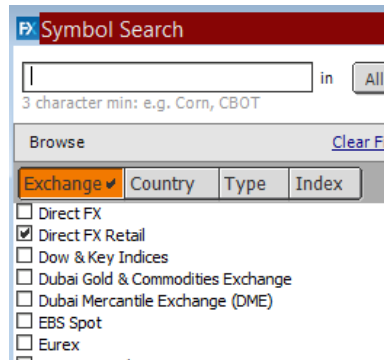 FX Symbol Search
in All
3 character min: e.g. Corn, CBOT
Browse Clear
Exchange Country Type Index
Direct FX
Direct FX Retail
Dow & Key Indices
Dubai Gold & Commodities Exchange
Dubai Mercantile Exchange (DME)
EBS Spot
Eurex